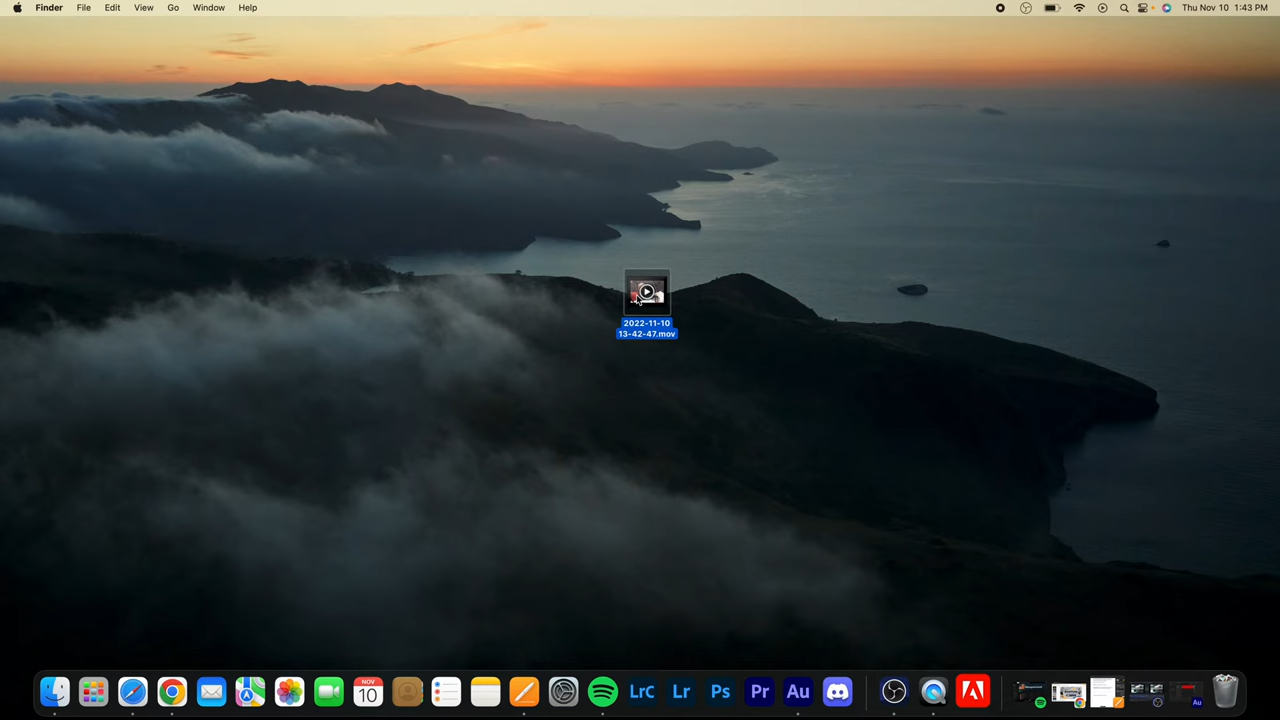 Finder File Edit View Go Window Help Thu Nov 10 1:43 PM
2022-11-10
13-42-47.mov
NOV
10
LrC Lr Ps Pr Au
Au